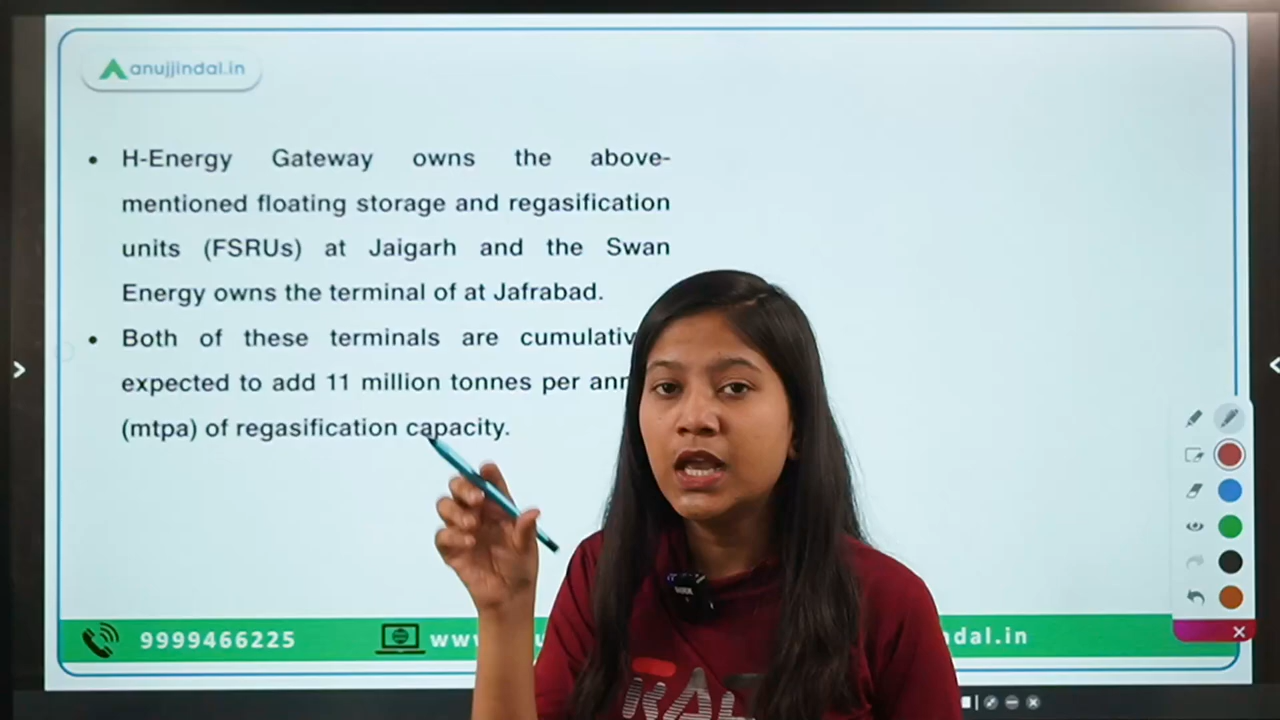 anujjindal.in
• H-Energy Gateway owns the above-
mentioned floating storage and regasification
units (FSRUs) at Jaigarh and the Swan
Energy owns the terminal of at Jafrabad.
• Both of these terminals are cumulativ
expected to add 11 million tonnes per ann
(mtpa) of regasification capacity.
9999466225 ww ndal.in